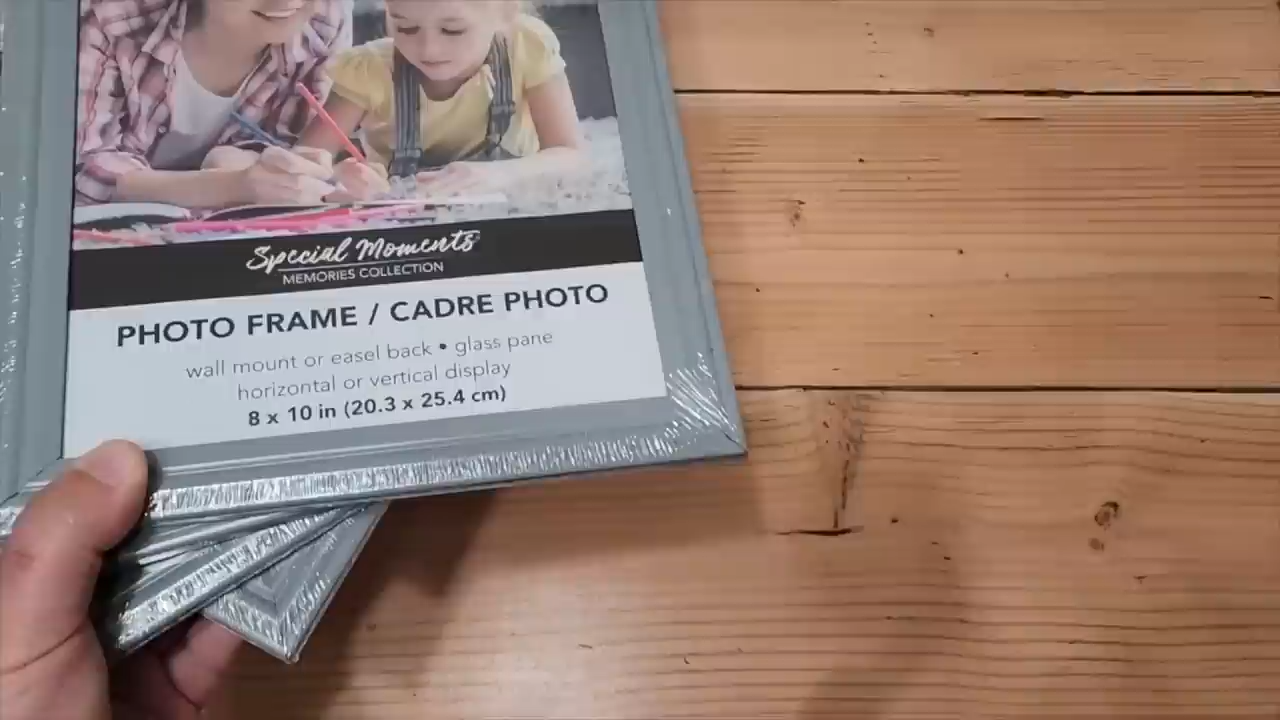 Special Moments
MEMORIES COLLECTION
PHOTO FRAME / CADRE PHOTO
wall mount or easel back • glass pane
horizontal or vertical display
8 x 10 in (20.3 x 25.4 cm)